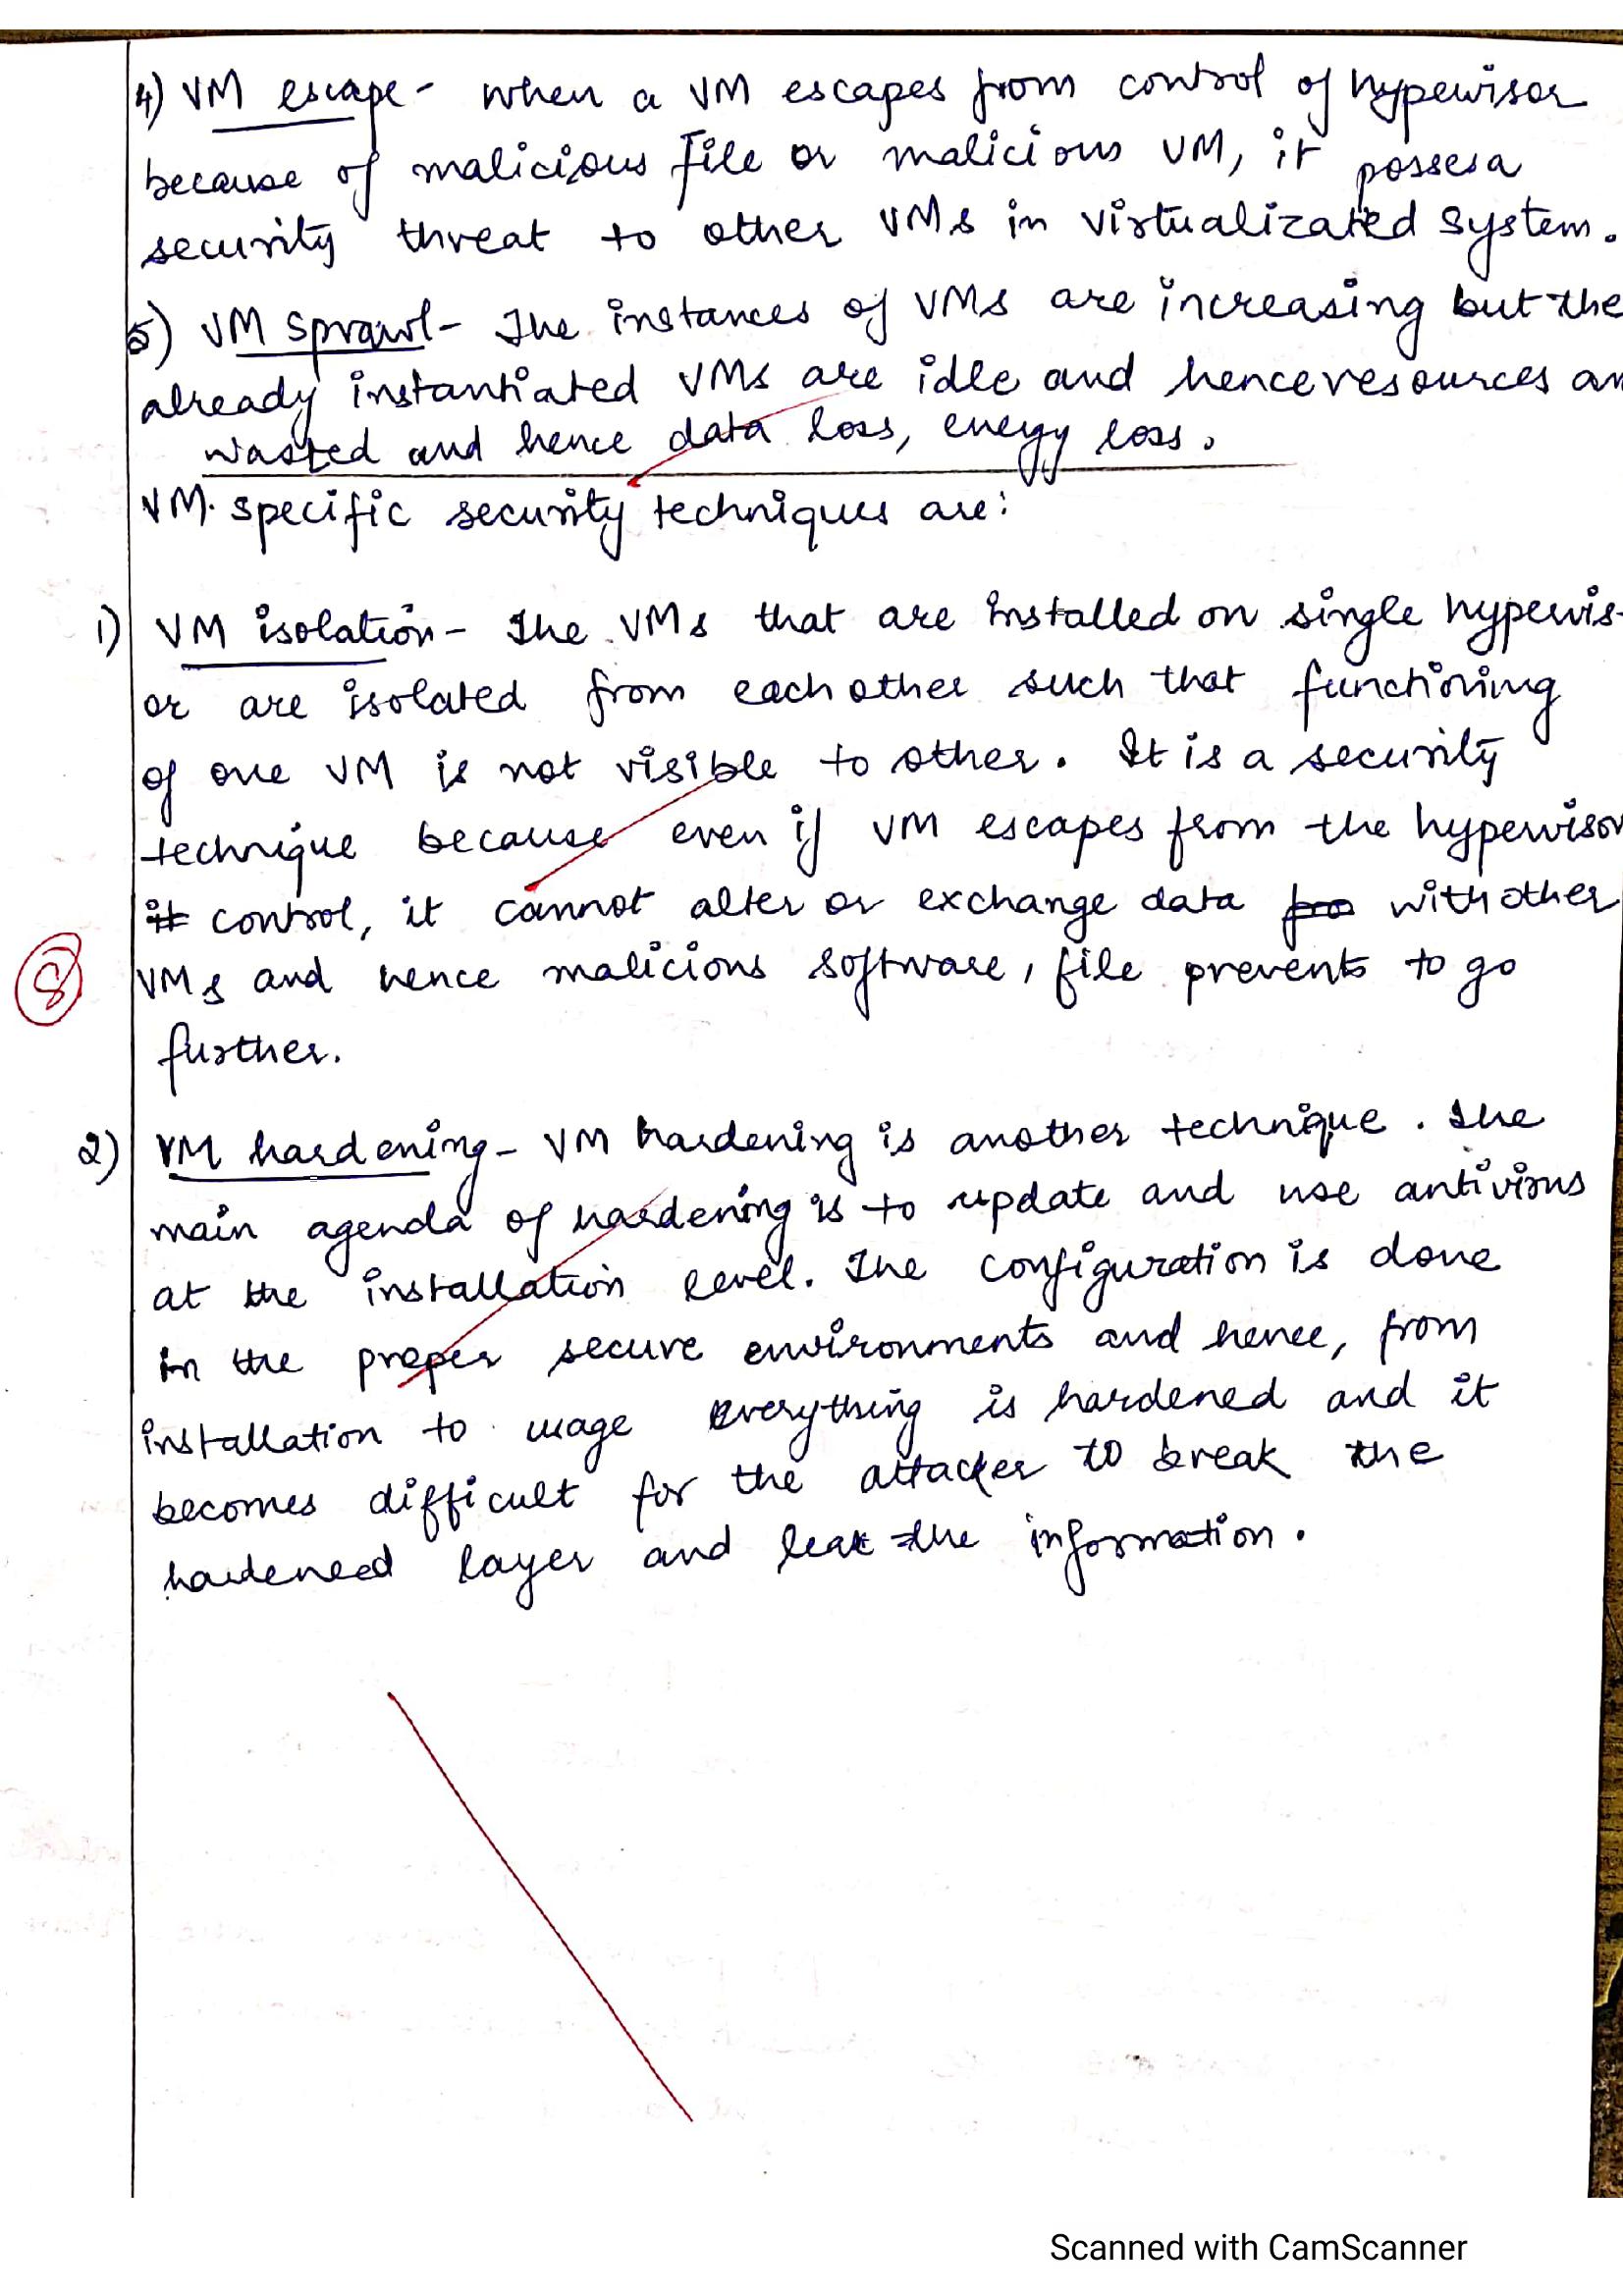 4) VM escape - when a VM escapes from control of hypervisor
because of malicious file or malicious VM, it possesa
security threat to other VMs in virtualizated system.
5) VM sprawl - The instances of VMs are increasing but the
already instantiated VMs are idle and hence resources ar
wasted and hence data loss, energy loss.
VM specific security techniques are:
1) VM isolation - The VMs that are installed on single hypervis-
or are isolated from each other such that functioning
of one VM is not visible to other. It is a security
technique because even if VM escapes from the hypervisor
it control, it cannot alter or exchange data fro with other
8 VMs and hence malicious software, file prevents to go
further.
2) VM hardening - VM hardening is another technique. The
main agenda of hardening is to update and use antivirus
at the installation level. The configuration is done
in the proper secure environments and hence, from
installation to usage everything is hardened and it
becomes difficult for the attacker to break the
hardeneed layer and leak the information.
Scanned with CamScanner